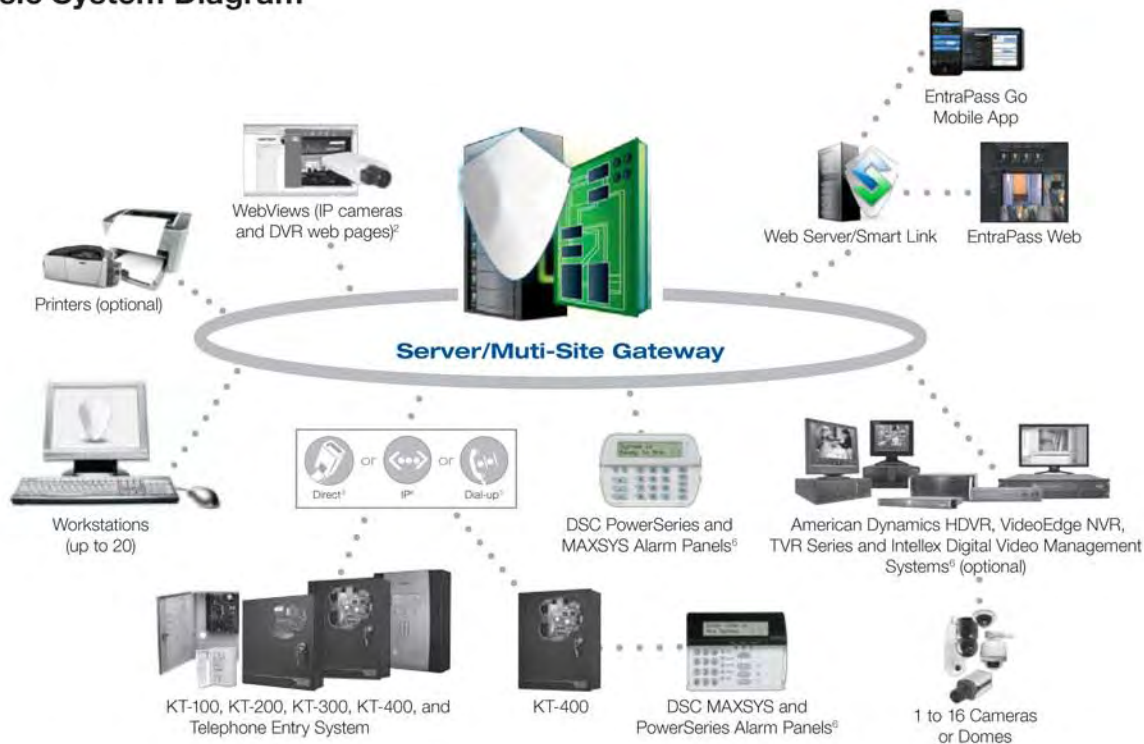 System Diagram
EntraPass Go
Mobile App
WebViews (IP cameras
and DVR web pages)²
Web Server/Smart Link
EntraPass Web
Printers (optional)
Server/Muti-Site Gateway
Workstations
(up to 20)
or
or
Direct³
IP⁴
Dial-up⁵
DSC PowerSeries and
MAXSYS Alarm Panels⁶
American Dynamics HDVR, VideoEdge NVR,
TVR Series and Intellex Digital Video Management
Systems⁶ (optional)
KT-100, KT-200, KT-300, KT-400, and
Telephone Entry System
KT-400
DSC MAXSYS and
PowerSeries Alarm Panels⁶
1 to 16 Cameras
or Domes